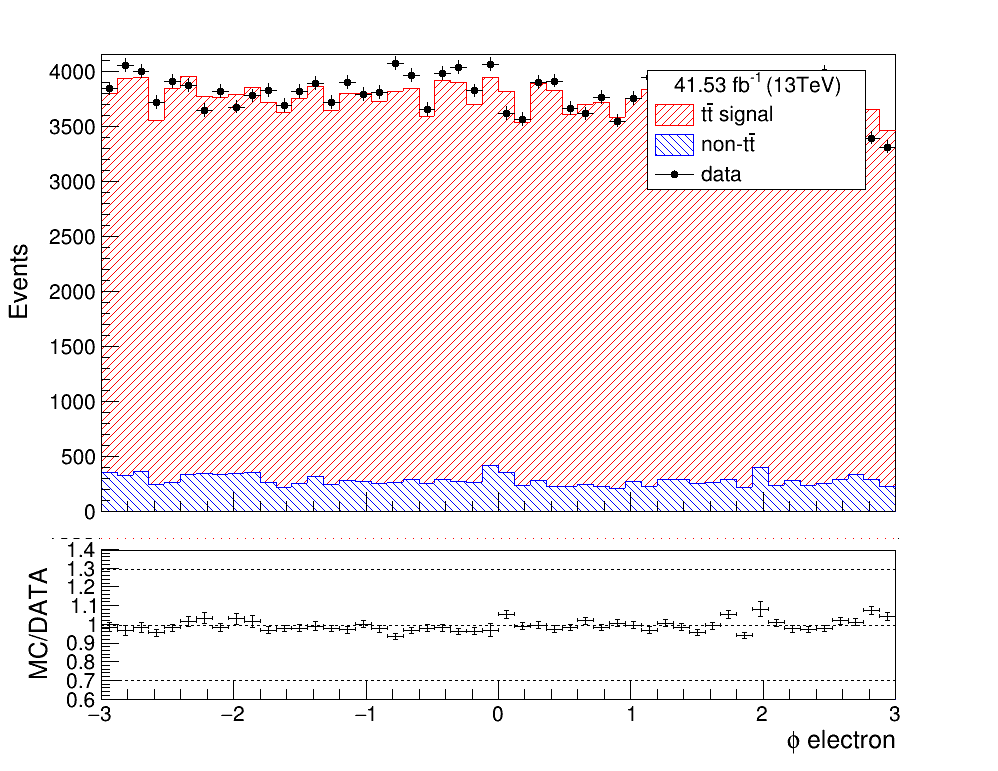 4000
3500
3000
2500
2000
1500
1000
500
0
Events
41.53 fb⁻¹ (13TeV)
tt̄ signal
non-tt̄
data
1.4
1.3
1.2
1.1
1
0.9
0.8
0.7
0.6
MC/DATA
−3 −2 −1 0 1 2 3
ϕ electron